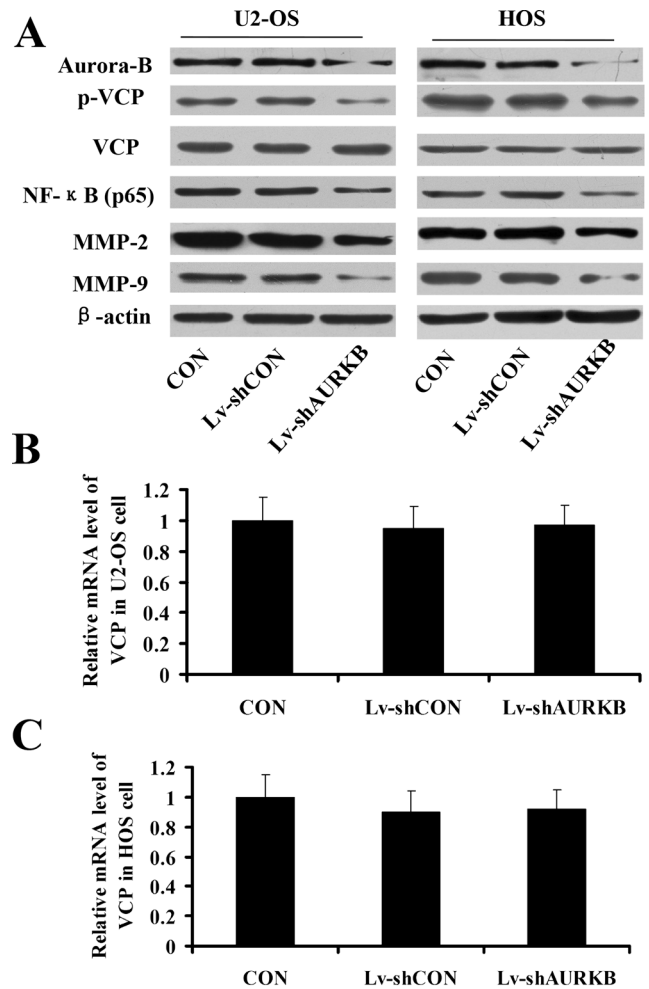 A
U2-OS
HOS
Aurora-B
p-VCP
VCP
NF-κB (p65)
MMP-2
MMP-9
β-actin
CON
Lv-shCON
Lv-shAURKB
CON
Lv-shCON
Lv-shAURKB
B
Relative mRNA level of
VCP in U2-OS cell
1.2
1
0.8
0.6
0.4
0.2
0
CON
Lv-shCON
Lv-shAURKB
C
Relative mRNA level of
VCP in HOS cell
1.2
1
0.8
0.6
0.4
0.2
0
CON
Lv-shCON
Lv-shAURKB